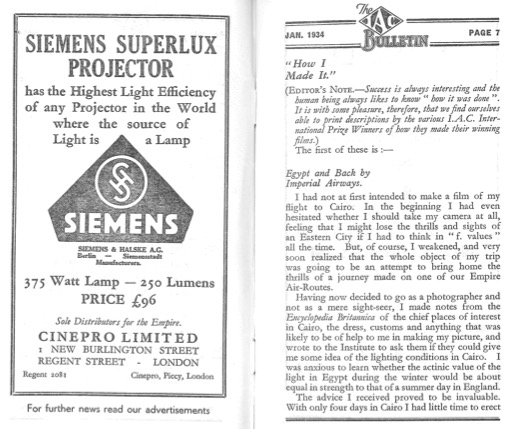 SIEMENS SUPERLUX
PROJECTOR
has the Highest Light Efficiency
of any Projector in the World
where the source of
Light is a Lamp
SIEMENS
SIEMENS & HALSKE A.G.
Berlin — Siemensstadt
Manufacturers.
375 Watt Lamp — 250 Lumens
PRICE £96
Sole Distributors for the Empire.
CINEPRO LIMITED
1 NEW BURLINGTON STREET
REGENT STREET - LONDON
Regent 2081 Cinepro, Piccy, London
For further news read our advertisements
JAN. 1934
The
IAC
BULLETIN
PAGE 7
"How I
Made It."
(EDITOR'S NOTE.—Success is always interesting and the
human being always likes to know " how it was done ".
It is with some pleasure, therefore, that we find ourselves
able to print descriptions by the various I.A.C. Inter-
national Prize Winners of how they made their winning
films.)
The first of these is :—
Egypt and Back by
Imperial Airways.
I had not at first intended to make a film of my
flight to Cairo. In the beginning I had even
hesitated whether I should take my camera at all,
feeling that I might lose the thrills and sights of
an Eastern City if I had to think in " f. values "
all the time. But, of course, I weakened, and very
soon realized that the whole object of my trip
was going to be an attempt to bring home the
thrills of a journey made on one of our Empire
Air-Routes.
Having now decided to go as a photographer and
not as a mere sight-seer, I made notes from the
Encyclopedia Britannica of the chief places of interest
in Cairo, the dress, customs and anything that was
likely to be of help to me in making my picture, and
wrote to the Institute to ask them if they could give
me some idea of the lighting conditions in Cairo. I
was anxious to learn whether the actinic value of the
light in Egypt during the winter would be about
equal in strength to that of a summer day in England.
The advice I received proved to be invaluable.
With only four days in Cairo I had little time to erect